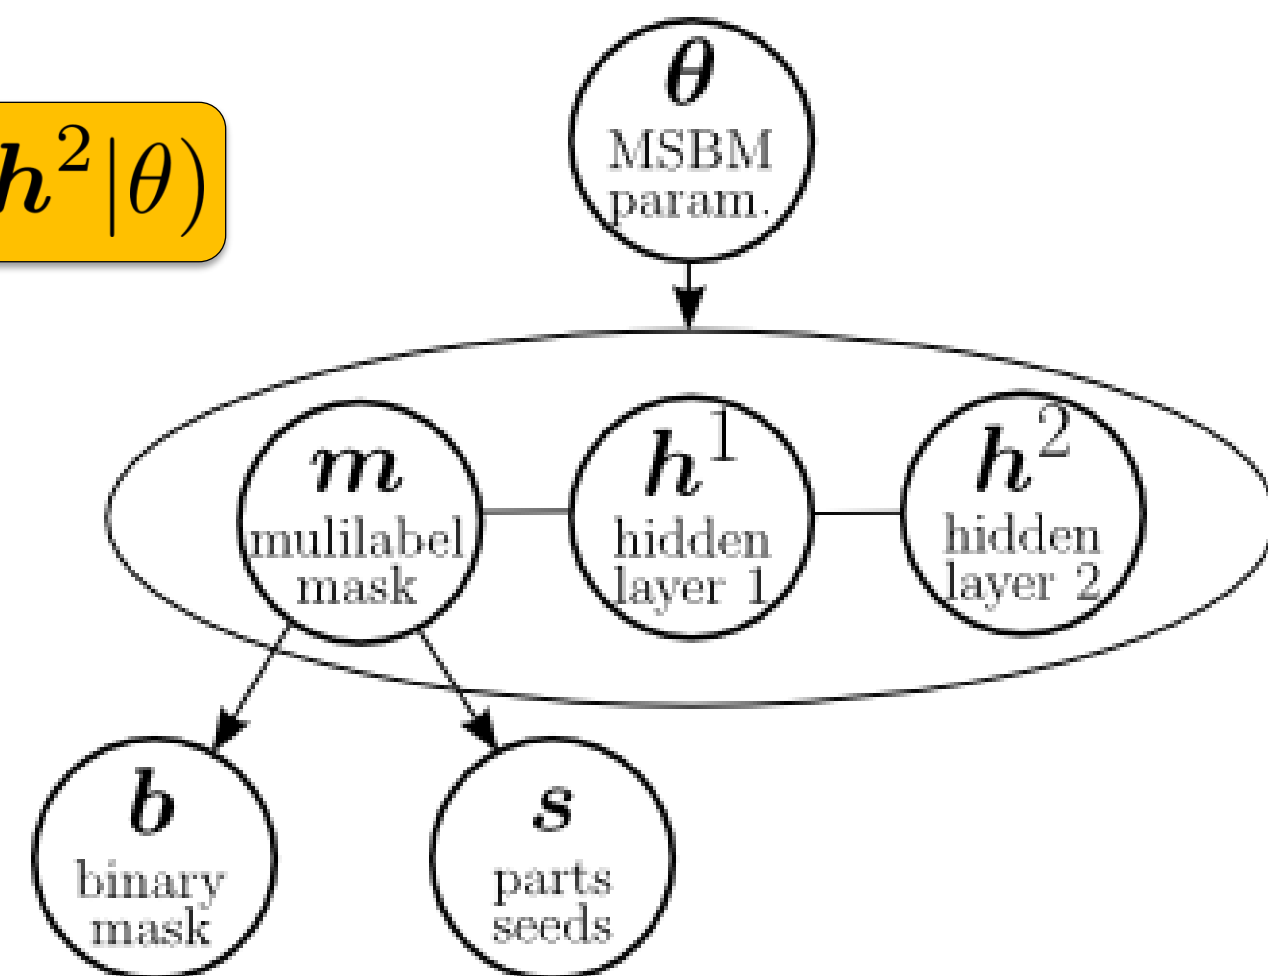 θ
MSBM
param.
h²|θ)
m
mulilabel
mask
h¹
hidden
layer 1
h²
hidden
layer 2
b
binary
mask
s
parts
seeds